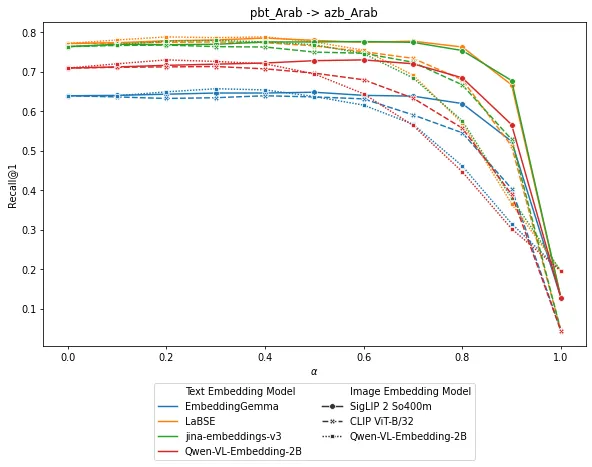 pbt_Arab -> azb_Arab
0.8
0.7
0.6
0.5
0.4
0.3
0.2
0.1
Recall@1
0.0 0.2 0.4 0.6 0.8 1.0
α
Text Embedding Model Image Embedding Model
EmbeddingGemma SigLIP 2 So400m
LaBSE CLIP ViT-B/32
jina-embeddings-v3 Qwen-VL-Embedding-2B
Qwen-VL-Embedding-2B